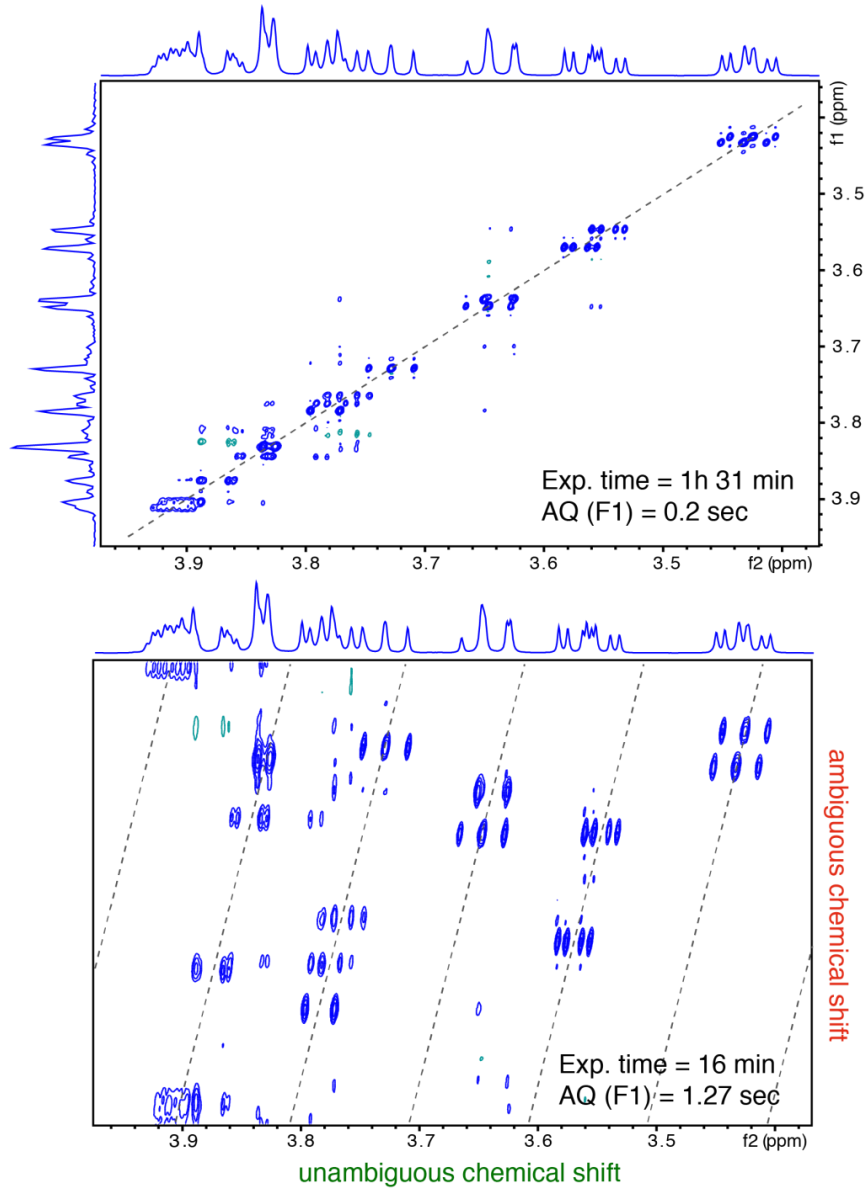 f1 (ppm)
3.5
3.6
3.7
3.8
3.9
Exp. time = 1h 31 min
AQ (F1) = 0.2 sec
3.9 3.8 3.7 3.6 3.5 f2 (ppm)
ambiguous chemical shift
Exp. time = 16 min
AQ (F1) = 1.27 sec
3.9 3.8 3.7 3.6 3.5 f2 (ppm)
unambiguous chemical shift